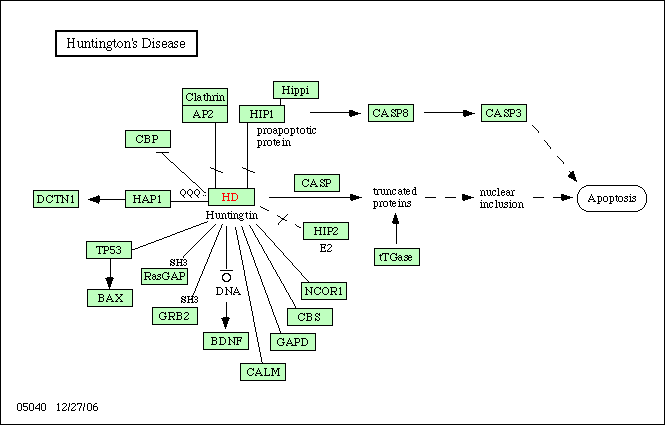 Huntington's Disease
Hippi
Clathrin
AP2
HIP1
CASP8
CASP3
proapoptotic
protein
CBP
QQQ
CASP
DCTN1
HAP1
HD
truncated
proteins
nuclear
inclusion
Apoptosis
Huntingtin
HIP2
E2
TP53
SH3
RasGAP
tTGase
DNA
NCOR1
BAX
SH3
GRB2
CBS
BDNF
GAPD
CALM
05040 12/27/06